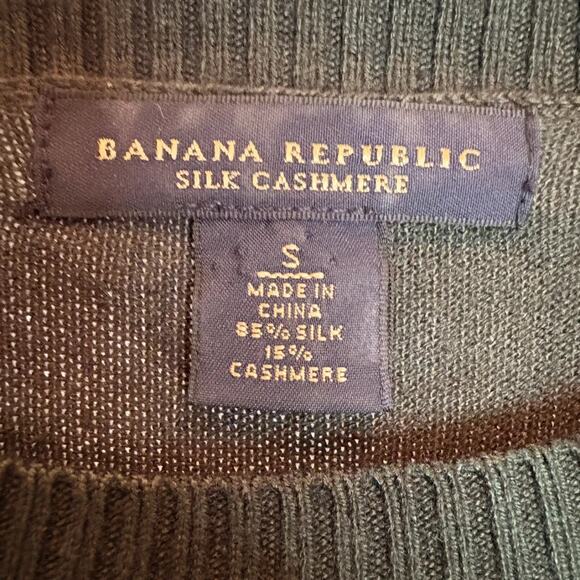 BANANA REPUBLIC
SILK CASHMERE
S
MADE IN
CHINA
85% SILK
15%
CASHMERE